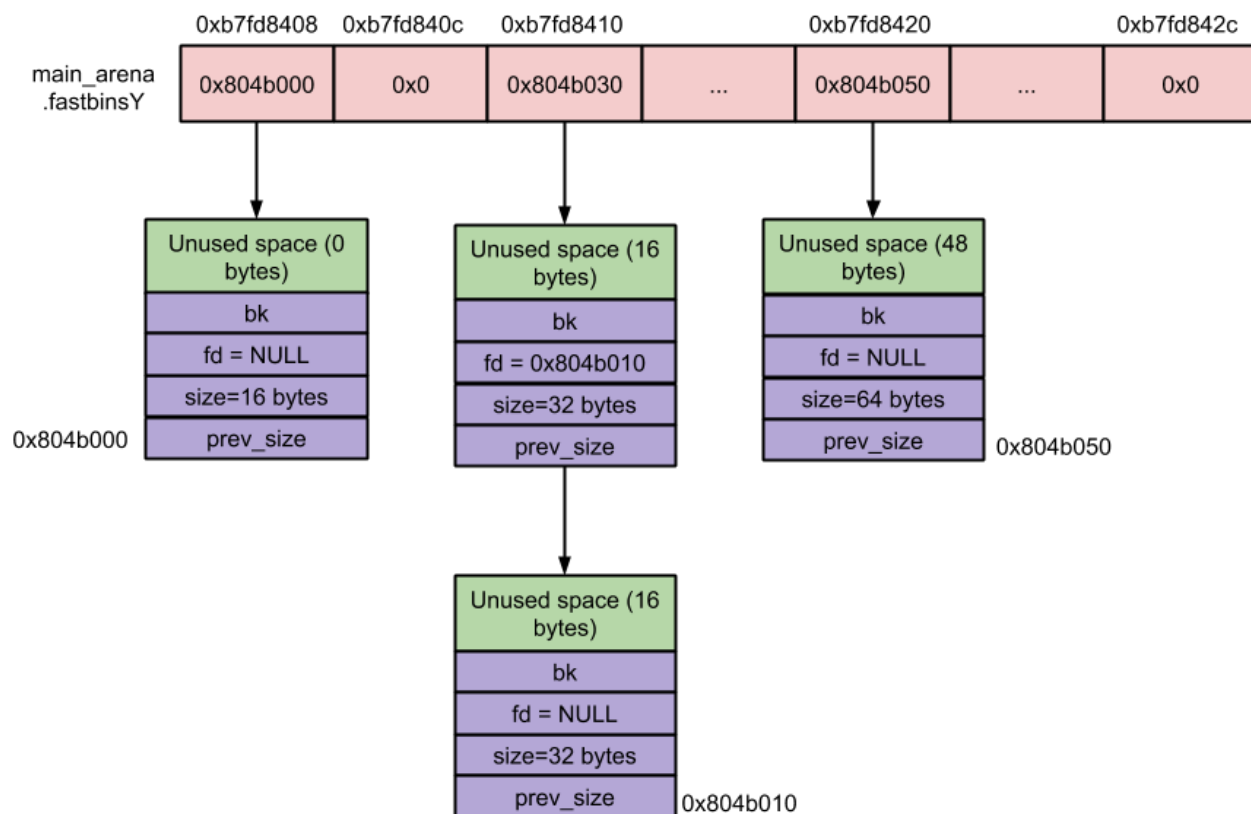 0xb7fd8408 0xb7fd840c 0xb7fd8410 0xb7fd8420 0xb7fd842c
main_arena
.fastbinsY
0x804b000 0x0 0x804b030 ... 0x804b050 ... 0x0
Unused space (0
bytes)
bk
fd = NULL
size=16 bytes
prev_size
0x804b000
Unused space (16
bytes)
bk
fd = 0x804b010
size=32 bytes
prev_size
Unused space (48
bytes)
bk
fd = NULL
size=64 bytes
prev_size
0x804b050
Unused space (16
bytes)
bk
fd = NULL
size=32 bytes
prev_size
0x804b010